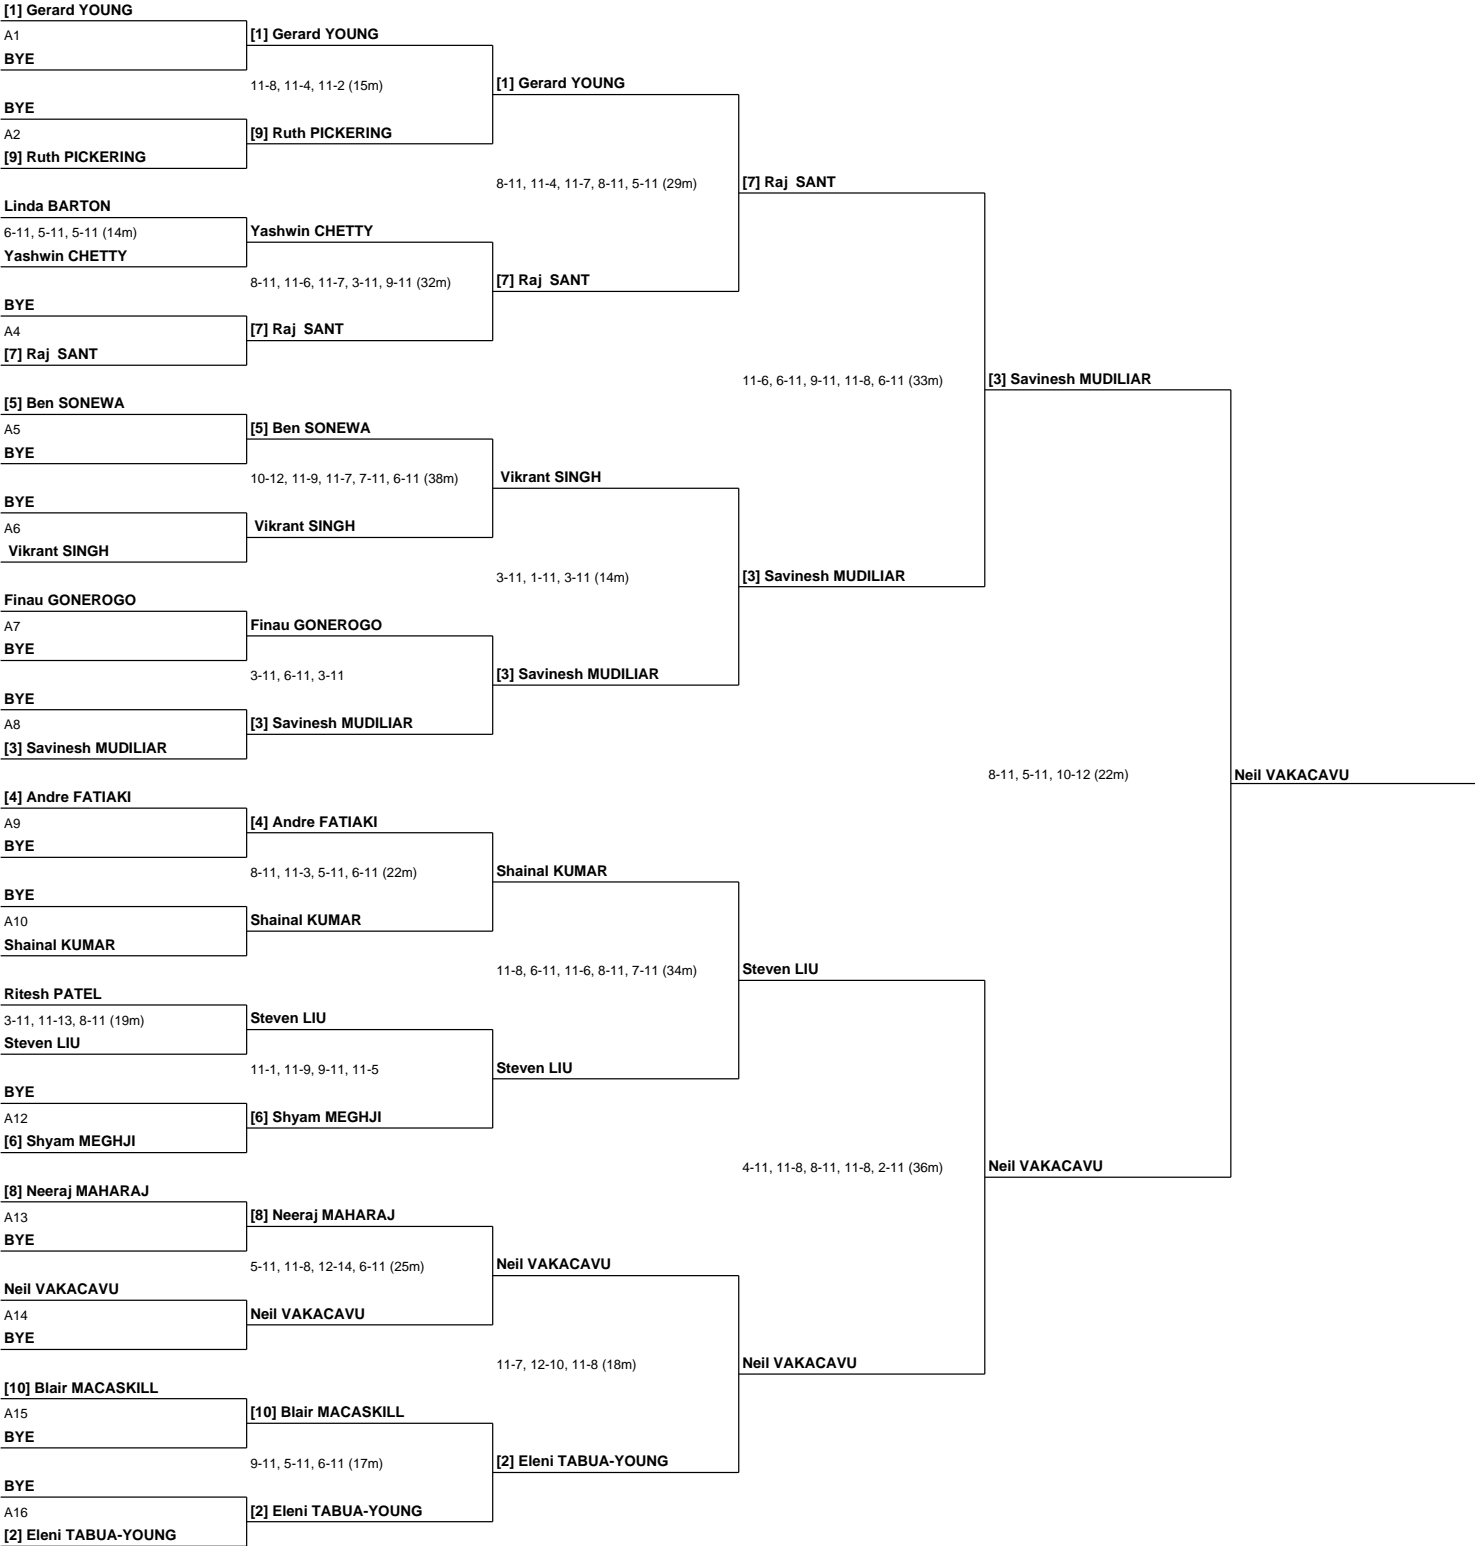 [1] Gerard YOUNG
A1
BYE
BYE
A2
[9] Ruth PICKERING
Linda BARTON
6-11, 5-11, 5-11 (14m)
Yashwin CHETTY
BYE
A4
[7] Raj  SANT
[5] Ben SONEWA
A5
BYE
BYE
A6
Vikrant SINGH
Finau GONEROGO
A7
BYE
BYE
A8
[3] Savinesh MUDILIAR
[4] Andre FATIAKI
A9
BYE
BYE
A10
Shainal KUMAR
Ritesh PATEL
3-11, 11-13, 8-11 (19m)
Steven LIU
BYE
A12
[6] Shyam MEGHJI
[8] Neeraj MAHARAJ
A13
BYE
Neil VAKACAVU
A14
BYE
[10] Blair MACASKILL
A15
BYE
BYE
A16
[2] Eleni TABUA-YOUNG
[1] Gerard YOUNG
11-8, 11-4, 11-2 (15m)
[9] Ruth PICKERING
Yashwin CHETTY
8-11, 11-6, 11-7, 3-11, 9-11 (32m)
[7] Raj  SANT
[5] Ben SONEWA
10-12, 11-9, 11-7, 7-11, 6-11 (38m)
Vikrant SINGH
Finau GONEROGO
3-11, 6-11, 3-11
[3] Savinesh MUDILIAR
[4] Andre FATIAKI
8-11, 11-3, 5-11, 6-11 (22m)
Shainal KUMAR
Steven LIU
11-1, 11-9, 9-11, 11-5
[6] Shyam MEGHJI
[8] Neeraj MAHARAJ
5-11, 11-8, 12-14, 6-11 (25m)
Neil VAKACAVU
[10] Blair MACASKILL
9-11, 5-11, 6-11 (17m)
[2] Eleni TABUA-YOUNG
[1] Gerard YOUNG
8-11, 11-4, 11-7, 8-11, 5-11 (29m)
[7] Raj  SANT
Vikrant SINGH
3-11, 1-11, 3-11 (14m)
[3] Savinesh MUDILIAR
Shainal KUMAR
11-8, 6-11, 11-6, 8-11, 7-11 (34m)
Steven LIU
Neil VAKACAVU
11-7, 12-10, 11-8 (18m)
[2] Eleni TABUA-YOUNG
[7] Raj  SANT
11-6, 6-11, 9-11, 11-8, 6-11 (33m)
[3] Savinesh MUDILIAR
Steven LIU
4-11, 11-8, 8-11, 11-8, 2-11 (36m)
Neil VAKACAVU
[3] Savinesh MUDILIAR
8-11, 5-11, 10-12 (22m)
Neil VAKACAVU
Neil VAKACAVU